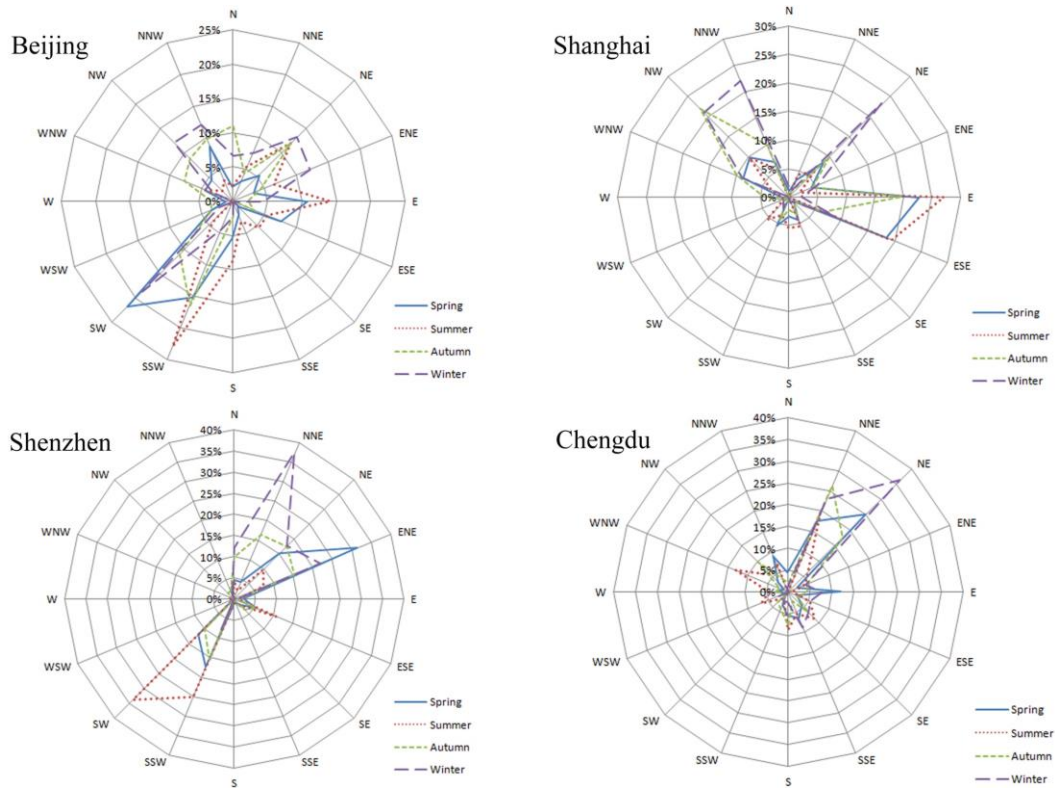 Beijing
N
NNE
NE
ENE
E
ESE
SE
SSE
S
SSW
SW
WSW
W
WNW
NW
NNW
25%
20%
15%
10%
5%
0%
Spring
Summer
Autumn
Winter
Shanghai
N
NNE
NE
ENE
E
ESE
SE
SSE
S
SSW
SW
WSW
W
WNW
NW
NNW
30%
25%
20%
15%
10%
5%
0%
Spring
Summer
Autumn
Winter
Shenzhen
N
NNE
NE
ENE
E
ESE
SE
SSE
S
SSW
SW
WSW
W
WNW
NW
NNW
40%
35%
30%
25%
20%
15%
10%
5%
0%
Spring
Summer
Autumn
Winter
Chengdu
N
NNE
NE
ENE
E
ESE
SE
SSE
S
SSW
SW
WSW
W
WNW
NW
NNW
40%
35%
30%
25%
20%
15%
10%
5%
0%
Spring
Summer
Autumn
Winter